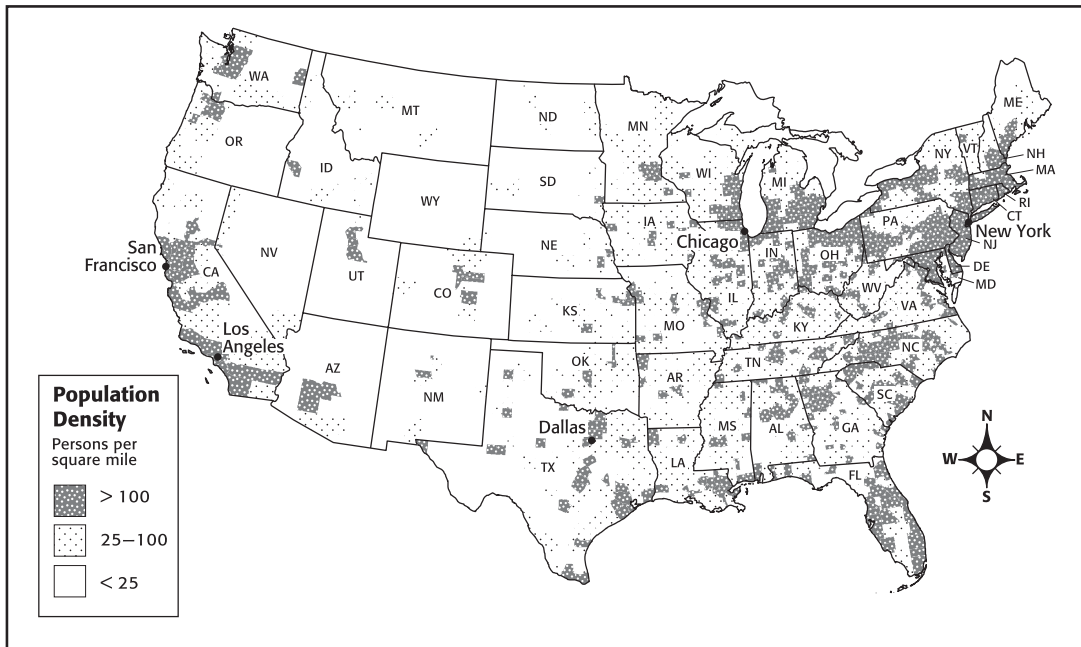 WA
MT
ND
MN
ME
OR
ID
SD
WI
MI
NY
VT
NH
MA
WY
RI
CT
IA
PA
New York
NE
Chicago
NJ
San
Francisco
NV
UT
CA
CO
IL
IN
OH
WV
DE
MD
VA
KS
MO
KY
Los
Angeles
OK
TN
NC
AZ
NM
AR
SC
Dallas
MS
AL
GA
TX
LA
FL
N
W
E
S
Population
Density
Persons per
square mile
> 100
25–100
< 25